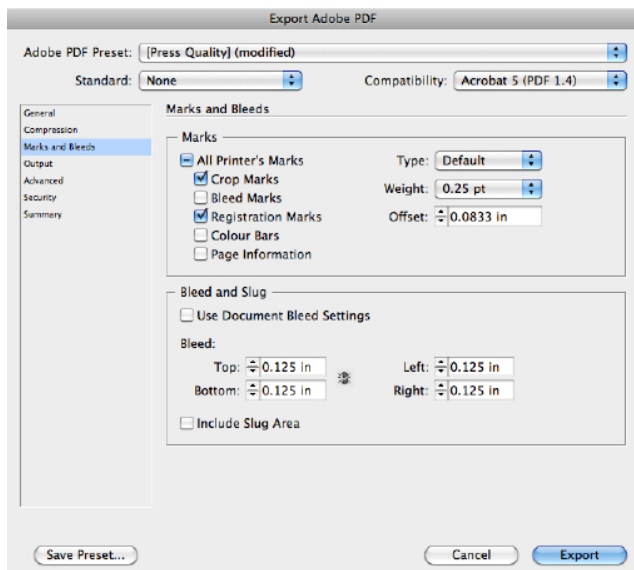 Export Adobe PDF
Adobe PDF Preset: [Press Quality] (modified)
Standard: None Compatibility: Acrobat 5 (PDF 1.4)
General
Compression
Marks and Bleeds
Output
Advanced
Security
Summary
Marks and Bleeds
Marks
All Printer's Marks Type: Default
Crop Marks
Bleed Marks Weight: 0.25 pt
Registration Marks Offset: 0.0833 in
Colour Bars
Page Information
Bleed and Slug
Use Document Bleed Settings
Bleed:
Top: 0.125 in Left: 0.125 in
Bottom: 0.125 in Right: 0.125 in
Include Slug Area
Save Preset... Cancel Export